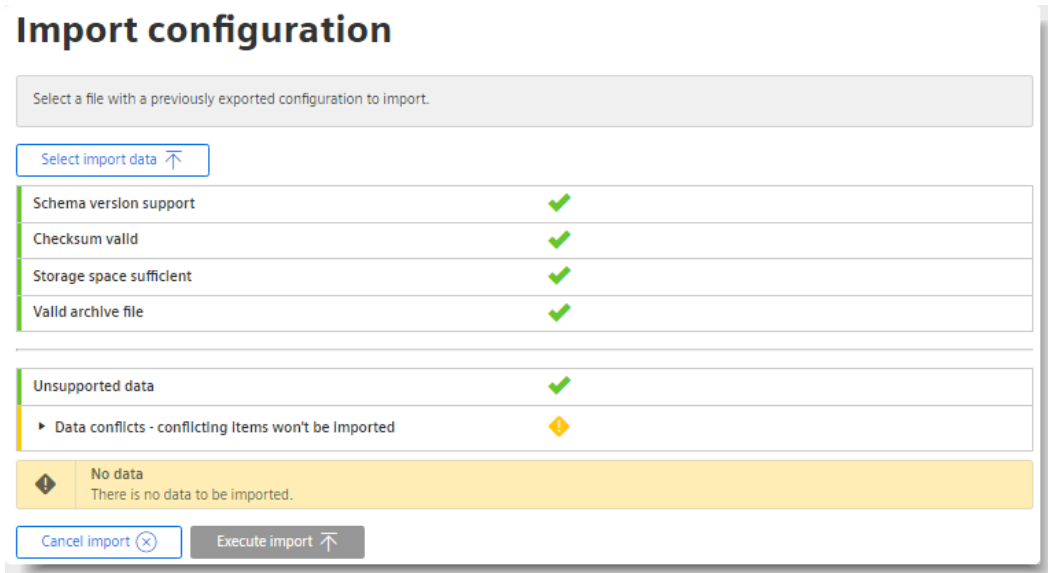 Import configuration
Select a file with a previously exported configuration to import.
Select import data
Schema version support
Checksum valid
Storage space sufficient
Valid archive file
Unsupported data
Data conflicts - conflicting items won't be imported
No data
There is no data to be imported.
Cancel import
Execute import